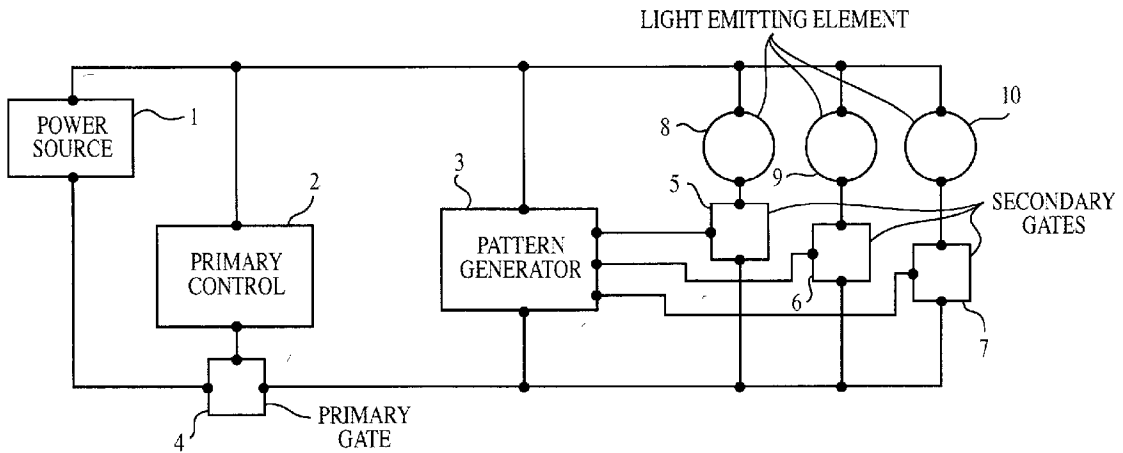 LIGHT EMITTING ELEMENT
1
POWER
SOURCE
2
PRIMARY
CONTROL
3
PATTERN
GENERATOR
8
9
10
5
SECONDARY
GATES
6
7
4
PRIMARY
GATE